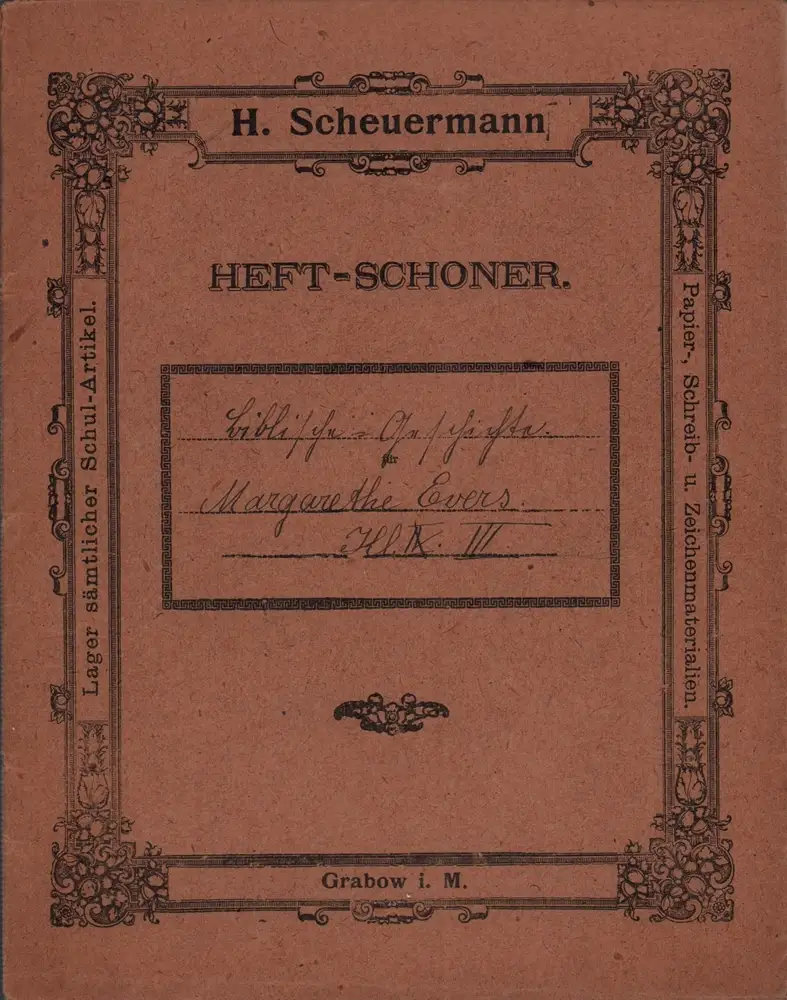 H. Scheuermann
HEFT-SCHONER.
Lager sämtlicher Schul-Artikel.
Biblische-Geschichte.
für
Margarethe Evers.
Kl. III
Papier-, Schreib- u. Zeichenmaterialien.
Grabow i. M.